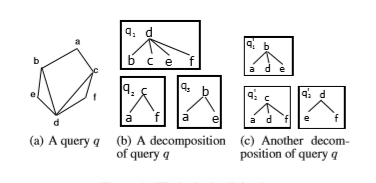 a
b
c
e
f
d
q₁ d
b c e f
q₂ c
a f
q₃ b
a e
q'₁ b
a d e
q'₂ c
a d f
q'₃ d
e f
(a) A query q
(b) A decomposition
of query q
(c) Another decom-
position of query q